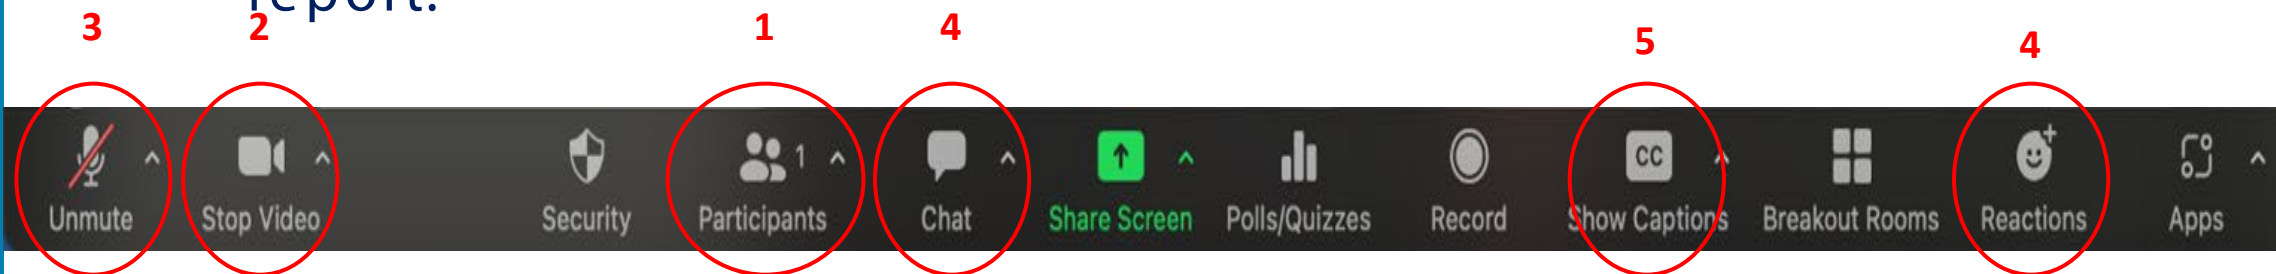 report.
3 2 1 4 5 4
1
CC
Unmute Stop Video Security Participants Chat Share Screen Polls/Quizzes Record Show Captions Breakout Rooms Reactions Apps